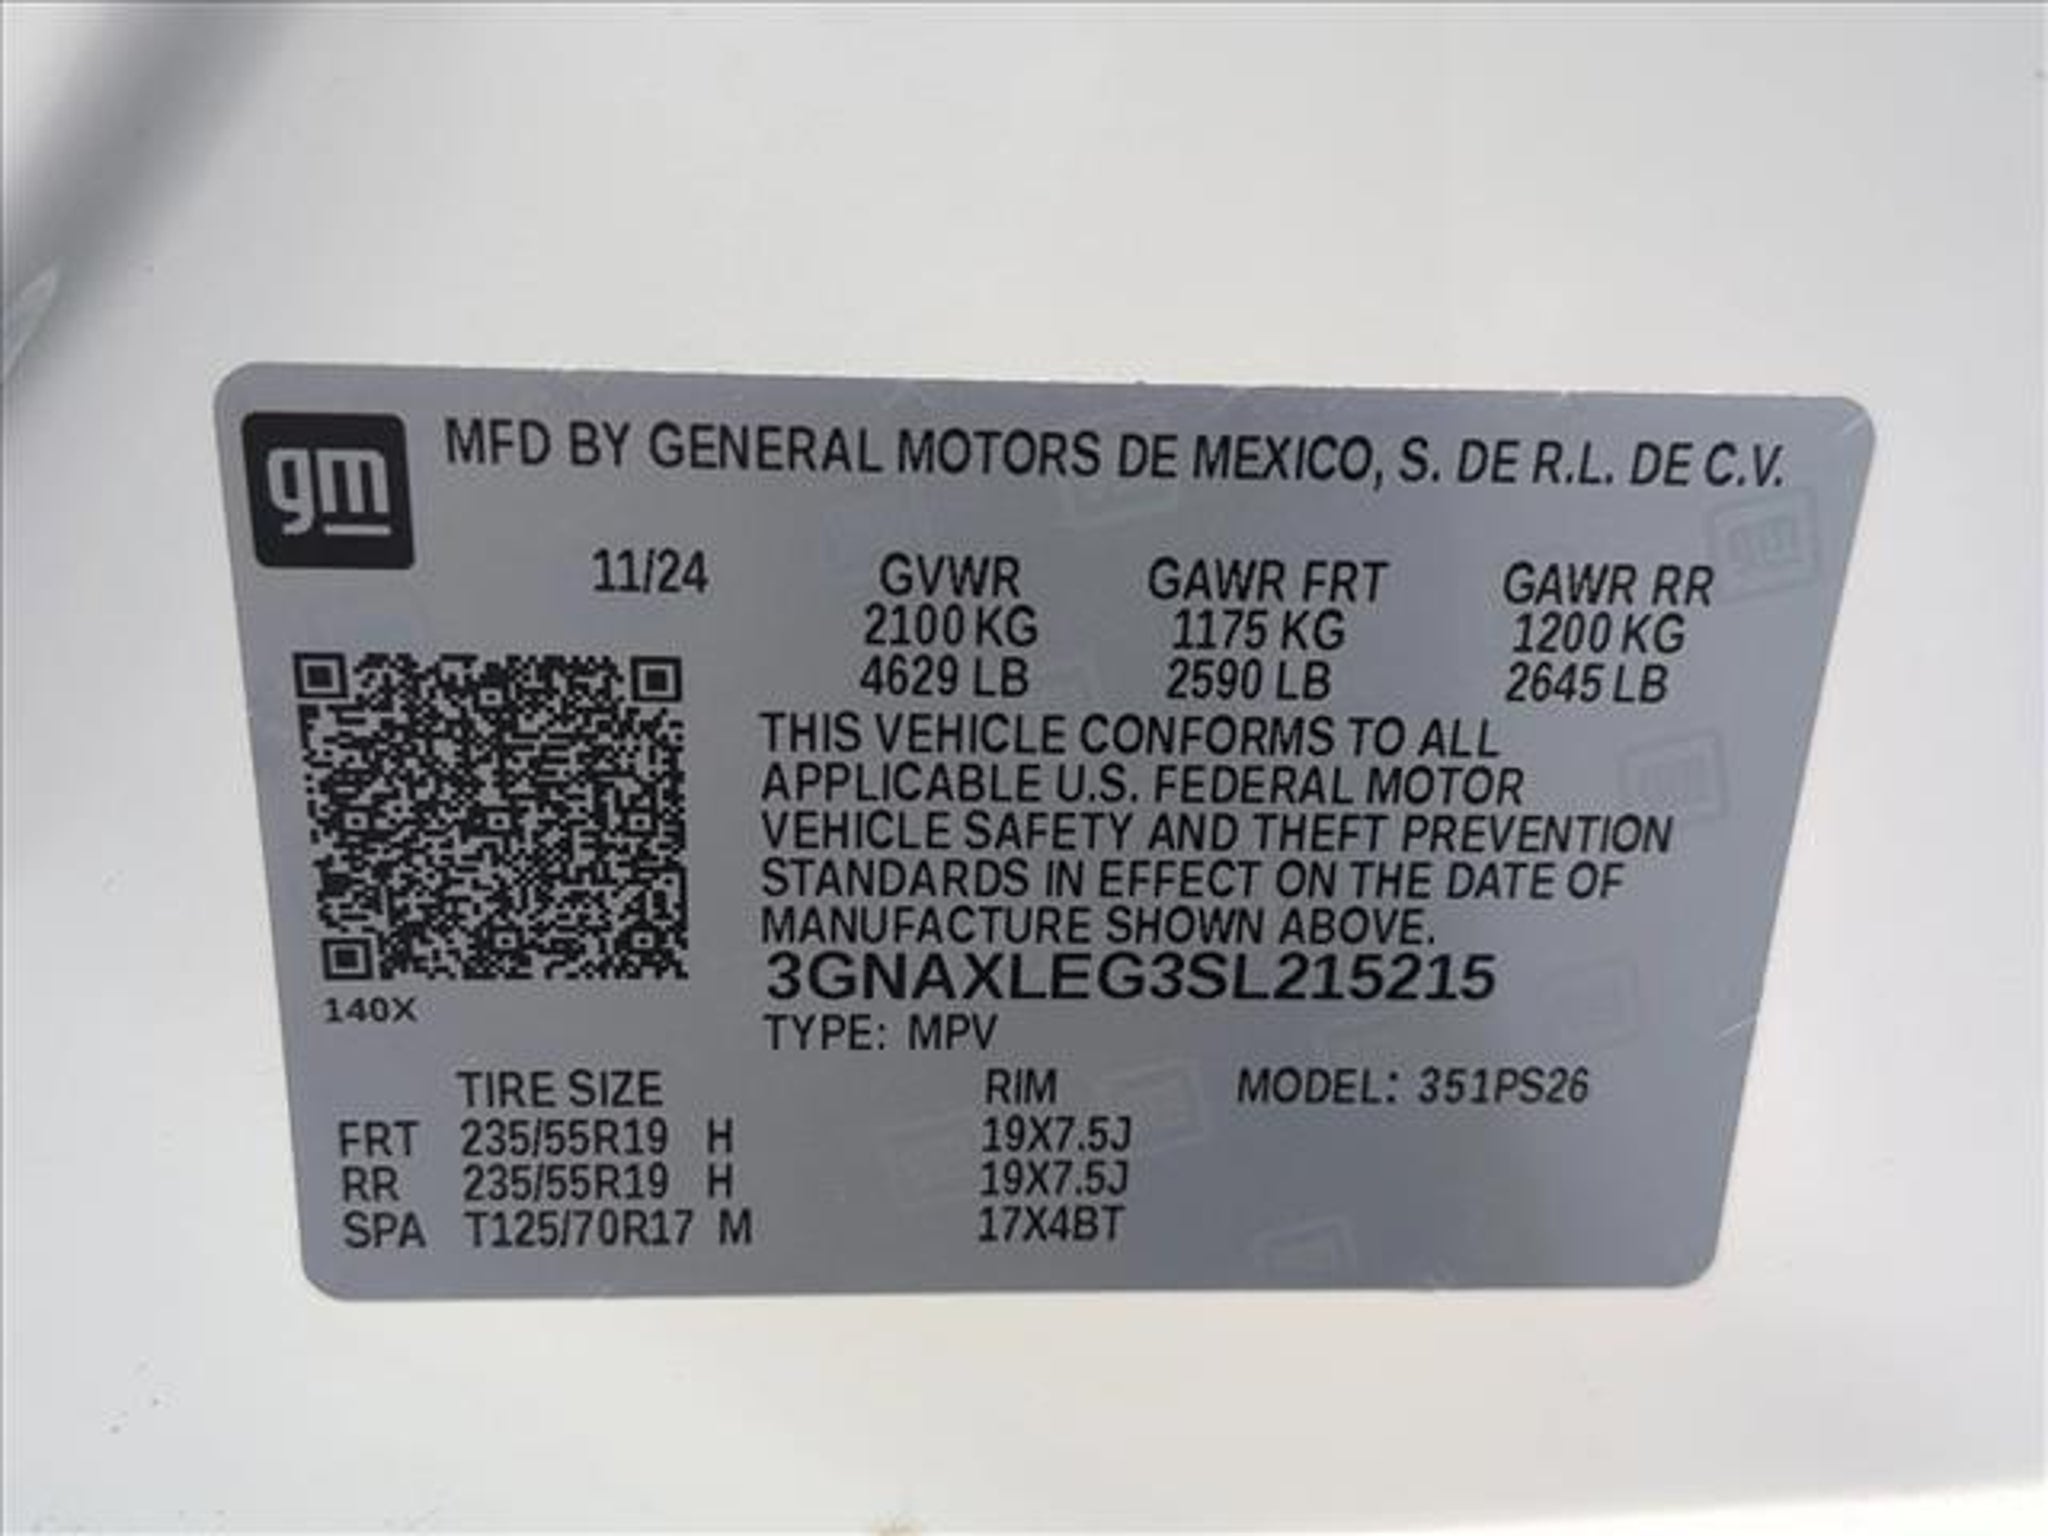 gm
MFD BY GENERAL MOTORS DE MEXICO, S. DE R.L. DE C.V.
11/24 GVWR GAWR FRT GAWR RR
2100 KG 1175 KG 1200 KG
4629 LB 2590 LB 2645 LB
THIS VEHICLE CONFORMS TO ALL
APPLICABLE U.S. FEDERAL MOTOR
VEHICLE SAFETY AND THEFT PREVENTION
STANDARDS IN EFFECT ON THE DATE OF
MANUFACTURE SHOWN ABOVE.
3GNAXLEG3SL215215
140X
TYPE: MPV
TIRE SIZE RIM MODEL: 351PS26
FRT 235/55R19 H 19X7.5J
RR 235/55R19 H 19X7.5J
SPA T125/70R17 M 17X4BT